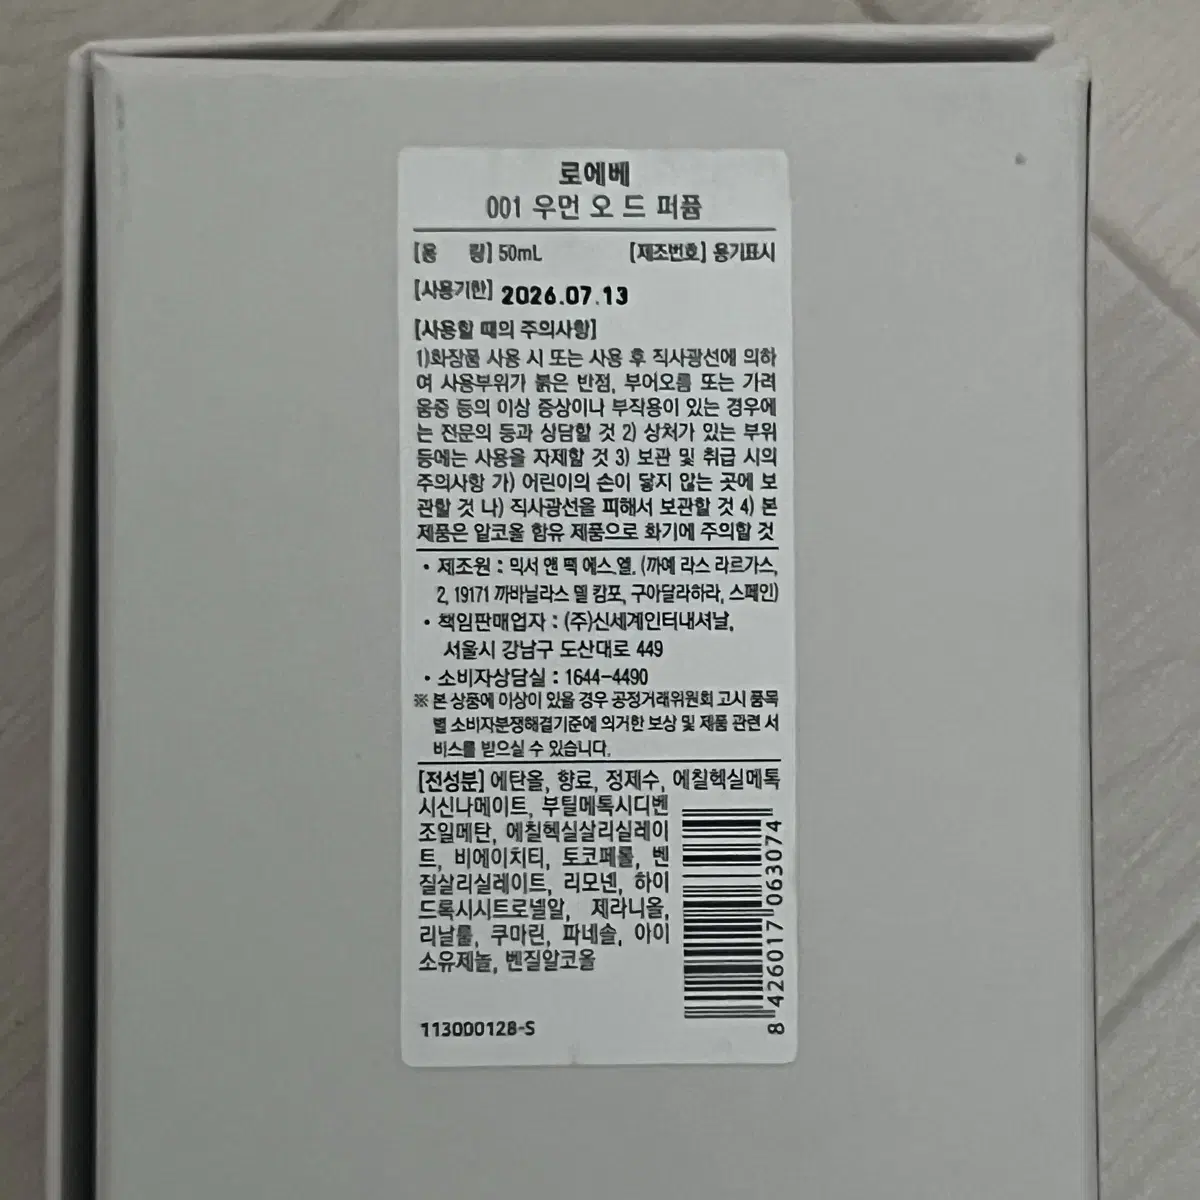 로에베
001 우먼 오 드 퍼퓸
[용 량] 50mL [제조번호] 용기표시
[사용기한] 2026.07.13
[사용할 때의 주의사항]
1)화장품 사용 시 또는 사용 후 직사광선에 의하
여 사용부위가 붉은 반점, 부어오름 또는 가려
움증 등의 이상 증상이나 부작용이 있는 경우에
는 전문의 등과 상담할 것 2) 상처가 있는 부위
등에는 사용을 자제할 것 3) 보관 및 취급 시의
주의사항 가) 어린이의 손이 닿지 않는 곳에 보
관할 것 나) 직사광선을 피해서 보관할 것 4) 본
제품은 알코올 함유 제품으로 화기에 주의할 것
• 제조원 : 믹서 앤 팩 에스.엘. (까예 라스 라르가스,
2, 19171 까바닐라스 델 캄포, 구아달라하라, 스페인)
• 책임판매업자 : (주)신세계인터내셔날,
서울시 강남구 도산대로 449
• 소비자상담실 : 1644-4490
※ 본 상품에 이상이 있을 경우 공정거래위원회 고시 품목
별 소비자분쟁해결기준에 의거한 보상 및 제품 관련 서
비스를 받으실 수 있습니다.
[전성분] 에탄올, 향료, 정제수, 에칠헥실메톡
시신나메이트, 부틸메톡시디벤
조일메탄, 에칠헥실살리실레이
트, 비에이치티, 토코페롤, 벤
질살리실레이트, 리모넨, 하이
드록시시트로넬알, 제라니올,
리날룰, 쿠마린, 파네솔, 아이
소유제놀, 벤질알코올
113000128-S
8 426017 063074